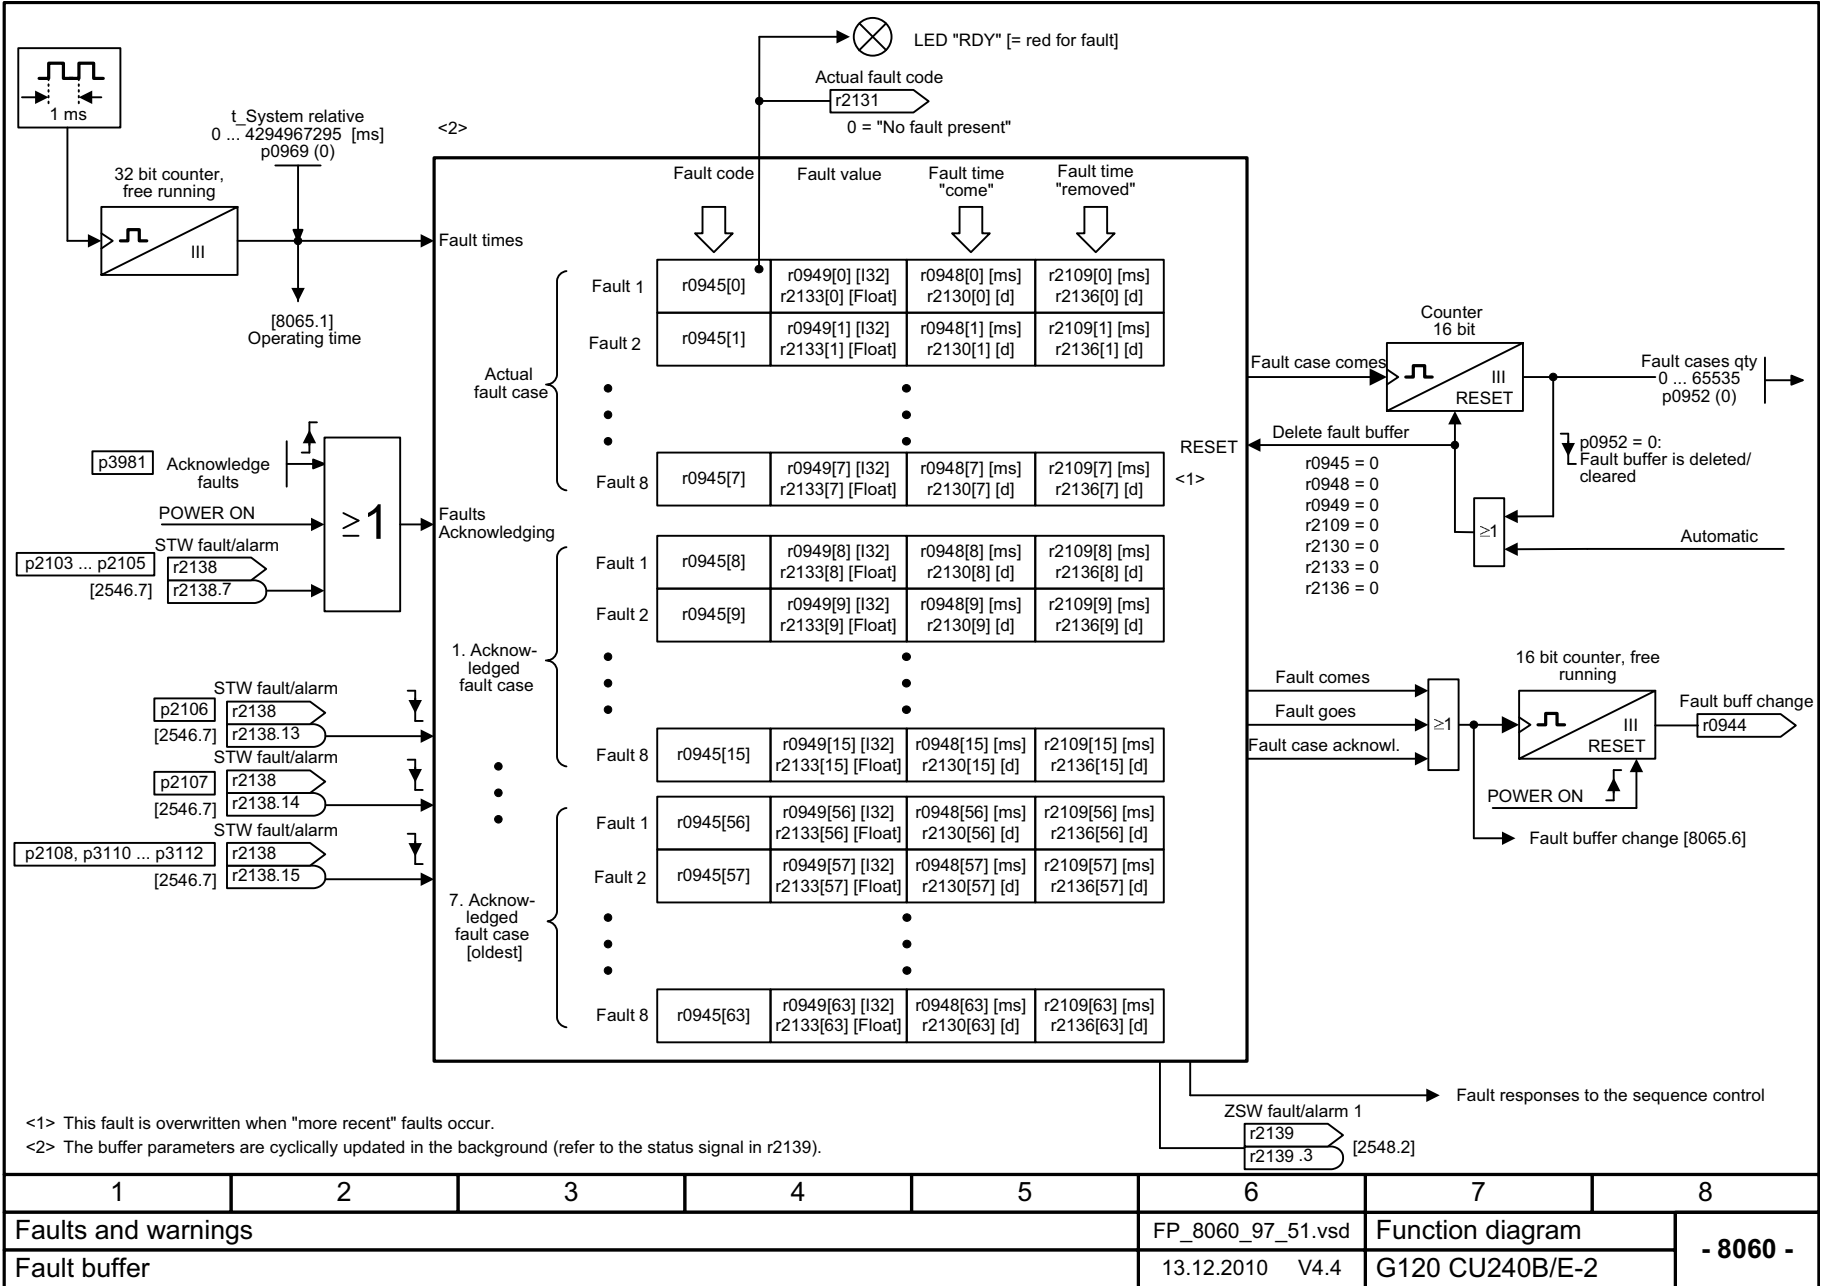 LED "RDY" [= red for fault]
Actual fault code
r2131
0 = "No fault present"
1 ms
t_System relative
0 ... 4294967295 [ms]
p0969 (0)
<2>
32 bit counter,
free running
III
[8065.1]
Operating time
Fault times
Fault code
Fault value
Fault time
"come"
Fault time
"removed"
Actual
fault case
Fault 1
r0945[0]
r0949[0] [I32]
r2133[0] [Float]
r0948[0] [ms]
r2130[0] [d]
r2109[0] [ms]
r2136[0] [d]
Fault 2
r0945[1]
r0949[1] [I32]
r2133[1] [Float]
r0948[1] [ms]
r2130[1] [d]
r2109[1] [ms]
r2136[1] [d]
Fault 8
r0945[7]
r0949[7] [I32]
r2133[7] [Float]
r0948[7] [ms]
r2130[7] [d]
r2109[7] [ms]
r2136[7] [d]
<1>
p3981
Acknowledge
faults
POWER ON
STW fault/alarm
p2103 ... p2105
r2138
[2546.7]
r2138.7
≥1
Faults
Acknowledging
1. Acknow-
ledged
fault case
Fault 1
r0945[8]
r0949[8] [I32]
r2133[8] [Float]
r0948[8] [ms]
r2130[8] [d]
r2109[8] [ms]
r2136[8] [d]
Fault 2
r0945[9]
r0949[9] [I32]
r2133[9] [Float]
r0948[9] [ms]
r2130[9] [d]
r2109[9] [ms]
r2136[9] [d]
Fault 8
r0945[15]
r0949[15] [I32]
r2133[15] [Float]
r0948[15] [ms]
r2130[15] [d]
r2109[15] [ms]
r2136[15] [d]
STW fault/alarm
p2106
r2138
[2546.7]
r2138.13
STW fault/alarm
p2107
r2138
[2546.7]
r2138.14
STW fault/alarm
p2108, p3110 ... p3112
r2138
[2546.7]
r2138.15
7. Acknow-
ledged
fault case
[oldest]
Fault 1
r0945[56]
r0949[56] [I32]
r2133[56] [Float]
r0948[56] [ms]
r2130[56] [d]
r2109[56] [ms]
r2136[56] [d]
Fault 2
r0945[57]
r0949[57] [I32]
r2133[57] [Float]
r0948[57] [ms]
r2130[57] [d]
r2109[57] [ms]
r2136[57] [d]
Fault 8
r0945[63]
r0949[63] [I32]
r2133[63] [Float]
r0948[63] [ms]
r2130[63] [d]
r2109[63] [ms]
r2136[63] [d]
Counter
16 bit
Fault case comes
III
RESET
Fault cases qty
0 ... 65535
p0952 (0)
RESET
Delete fault buffer
r0945 = 0
r0948 = 0
r0949 = 0
r2109 = 0
r2130 = 0
r2133 = 0
r2136 = 0
p0952 = 0:
Fault buffer is deleted/
cleared
≥1
Automatic
Fault comes
Fault goes
Fault case acknowl.
≥1
16 bit counter, free
running
III
RESET
POWER ON
Fault buff change
r0944
Fault buffer change [8065.6]
Fault responses to the sequence control
ZSW fault/alarm 1
r2139
r2139 .3
[2548.2]
<1> This fault is overwritten when "more recent" faults occur.
<2> The buffer parameters are cyclically updated in the background (refer to the status signal in r2139).
1 2 3 4 5 6 7 8
Faults and warnings
FP_8060_97_51.vsd
Function diagram
- 8060 -
Fault buffer
13.12.2010 V4.4
G120 CU240B/E-2